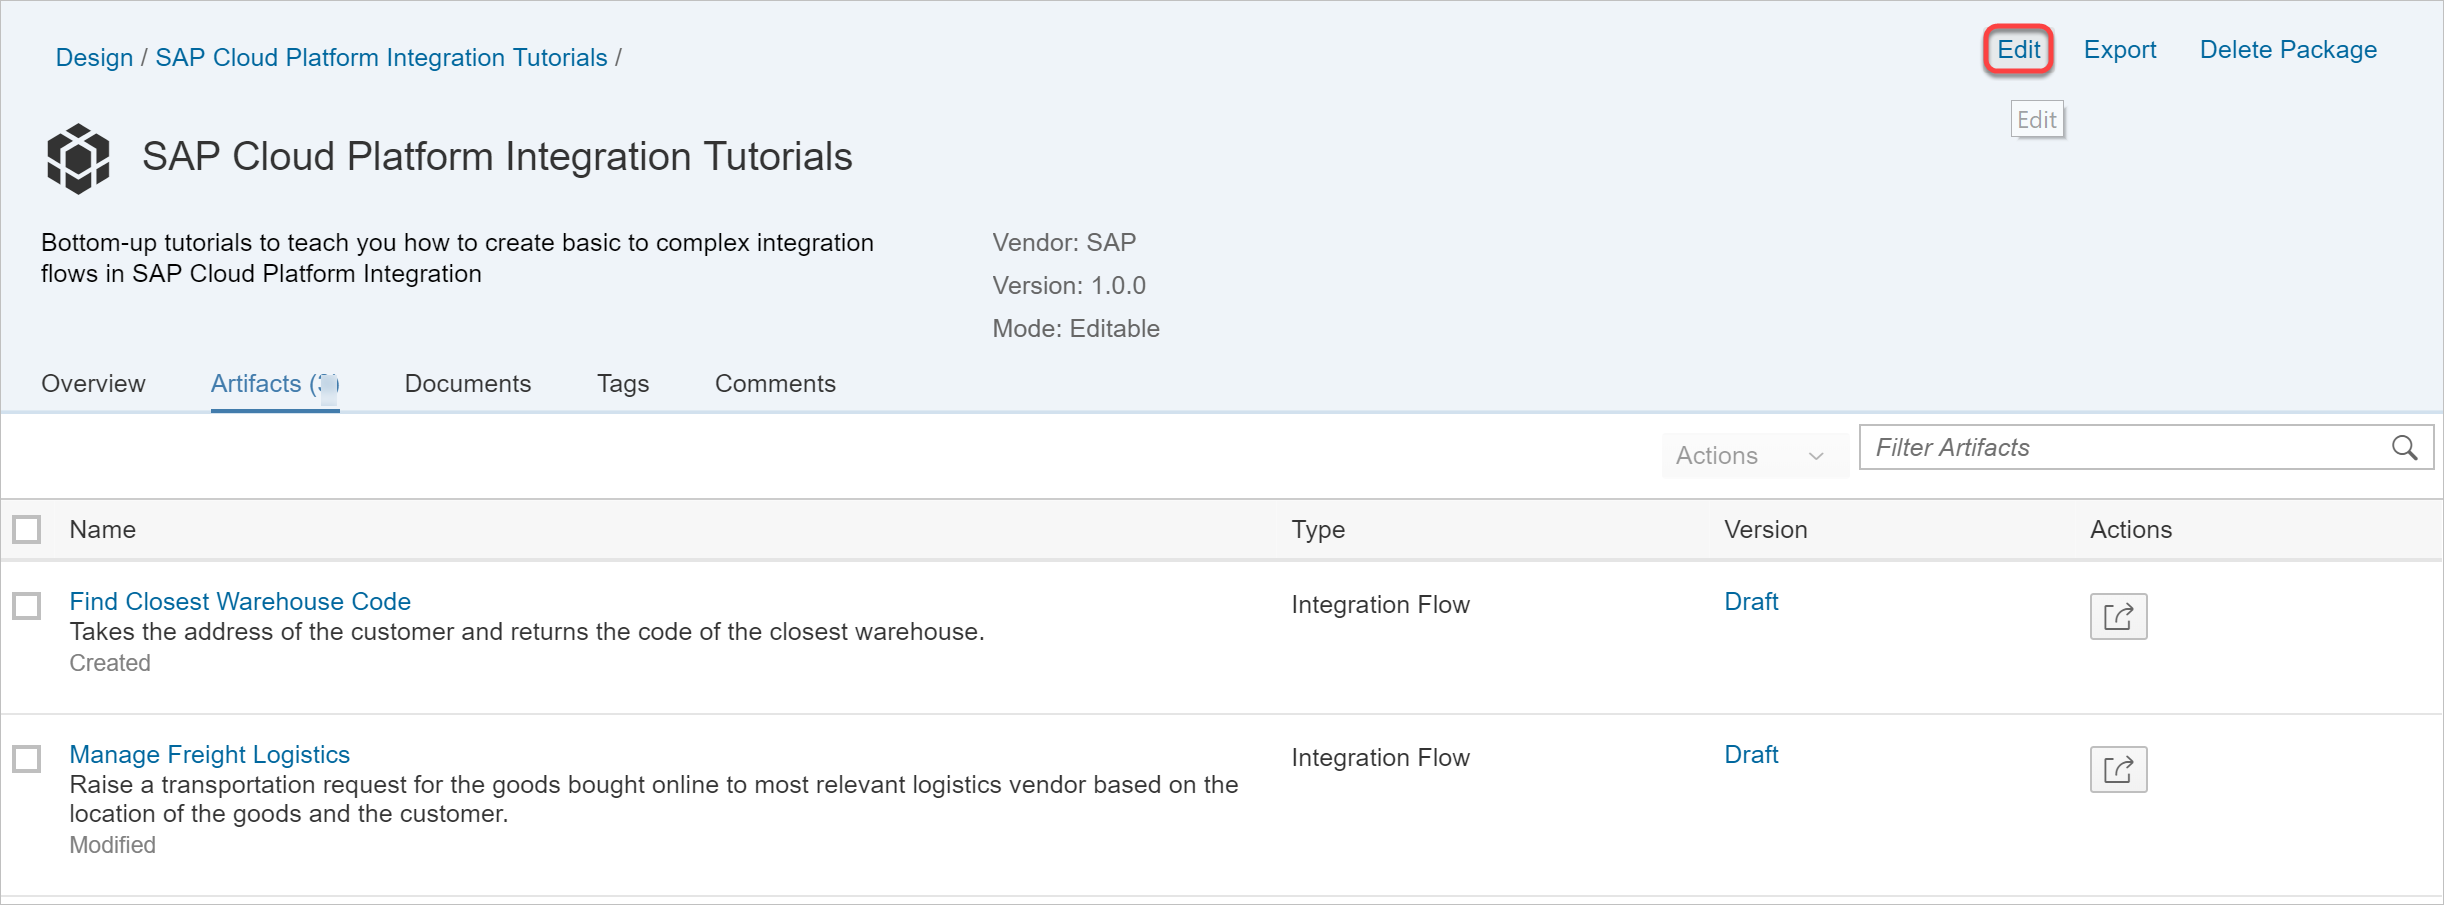 Design / SAP Cloud Platform Integration Tutorials /
Edit Export Delete Package
Edit
SAP Cloud Platform Integration Tutorials
Bottom-up tutorials to teach you how to create basic to complex integration
flows in SAP Cloud Platform Integration
Vendor: SAP
Version: 1.0.0
Mode: Editable
Overview Artifacts Documents Tags Comments
Actions Filter Artifacts
Name Type Version Actions
Find Closest Warehouse Code Integration Flow Draft
Takes the address of the customer and returns the code of the closest warehouse.
Created
Manage Freight Logistics Integration Flow Draft
Raise a transportation request for the goods bought online to most relevant logistics vendor based on the
location of the goods and the customer.
Modified